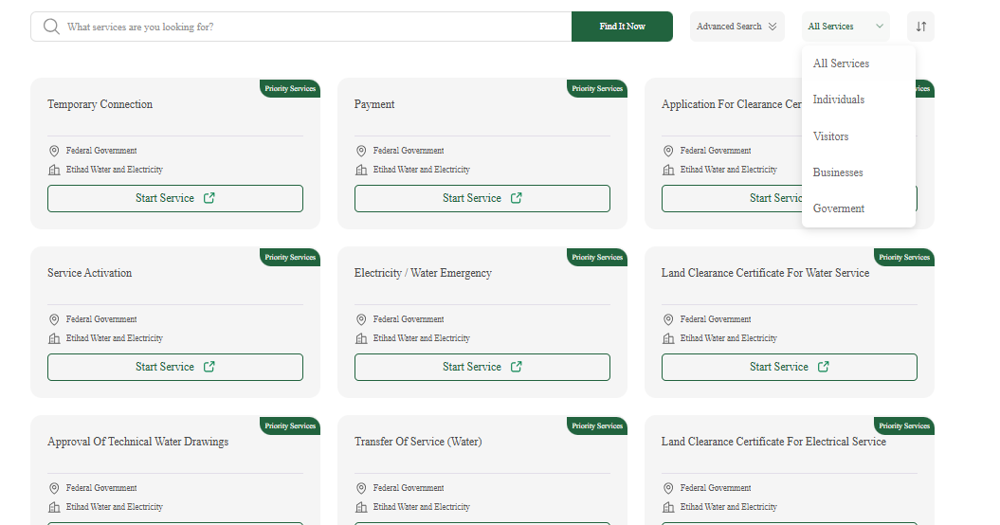 What services are you looking for?
Find It Now
Advanced Search
All Services
All Services
Individuals
Visitors
Businesses
Goverment
Priority Services
Temporary Connection
Federal Government
Etihad Water and Electricity
Start Service
Priority Services
Payment
Federal Government
Etihad Water and Electricity
Start Service
Application For Clearance
Federal Government
Etihad Water and Electricity
Start
Priority Services
Service Activation
Federal Government
Etihad Water and Electricity
Start Service
Priority Services
Electricity / Water Emergency
Federal Government
Etihad Water and Electricity
Start Service
Priority Services
Land Clearance Certificate For Water Service
Federal Government
Etihad Water and Electricity
Start Service
Priority Services
Approval Of Technical Water Drawings
Federal Government
Etihad Water and Electricity
Priority Services
Transfer Of Service (Water)
Federal Government
Etihad Water and Electricity
Priority Services
Land Clearance Certificate For Electrical Service
Federal Government
Etihad Water and Electricity